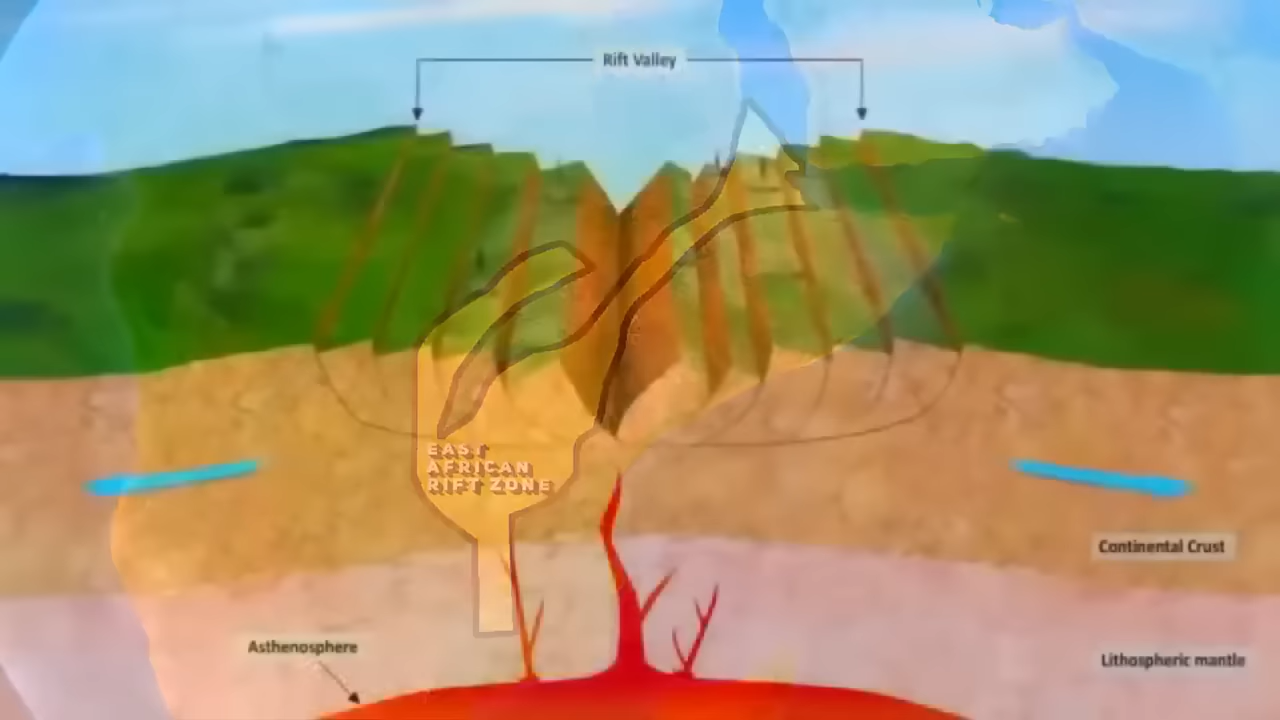 Rift Valley
EAST
AFRICAN
RIFT ZONE
Continental Crust
Asthenosphere
Lithospheric mantle